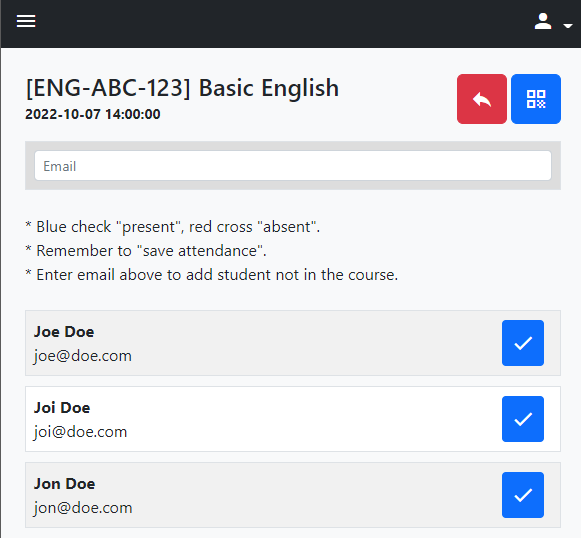 [ENG-ABC-123] Basic English
2022-10-07 14:00:00
Email
* Blue check "present", red cross "absent".
* Remember to "save attendance".
* Enter email above to add student not in the course.
Joe Doe
joe@doe.com
Joi Doe
joi@doe.com
Jon Doe
jon@doe.com